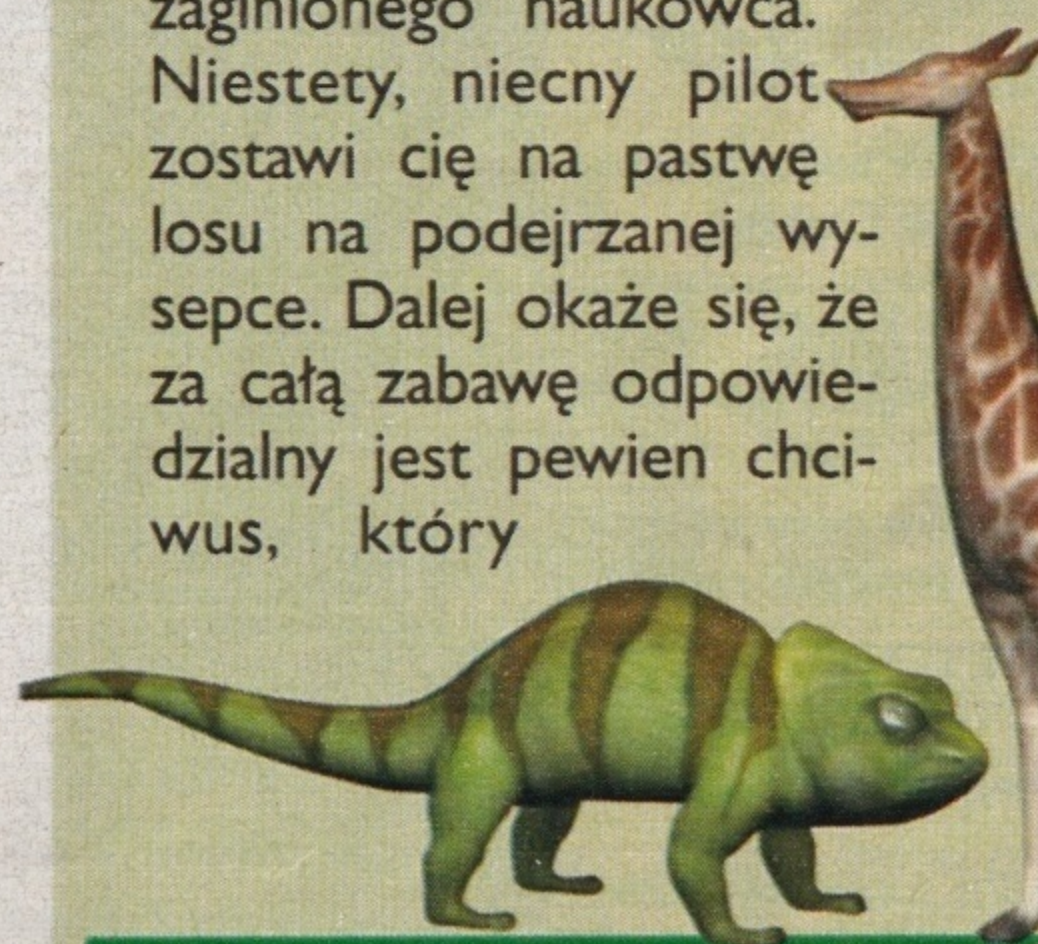 zaginionego naukowca.
Niestety, niecny pilot
zostawi cię na pastwę
losu na podejrzanej wy-
sepce. Dalej okaże się, że
za całą zabawę odpowie-
dzialny jest pewien chci-
wus, który